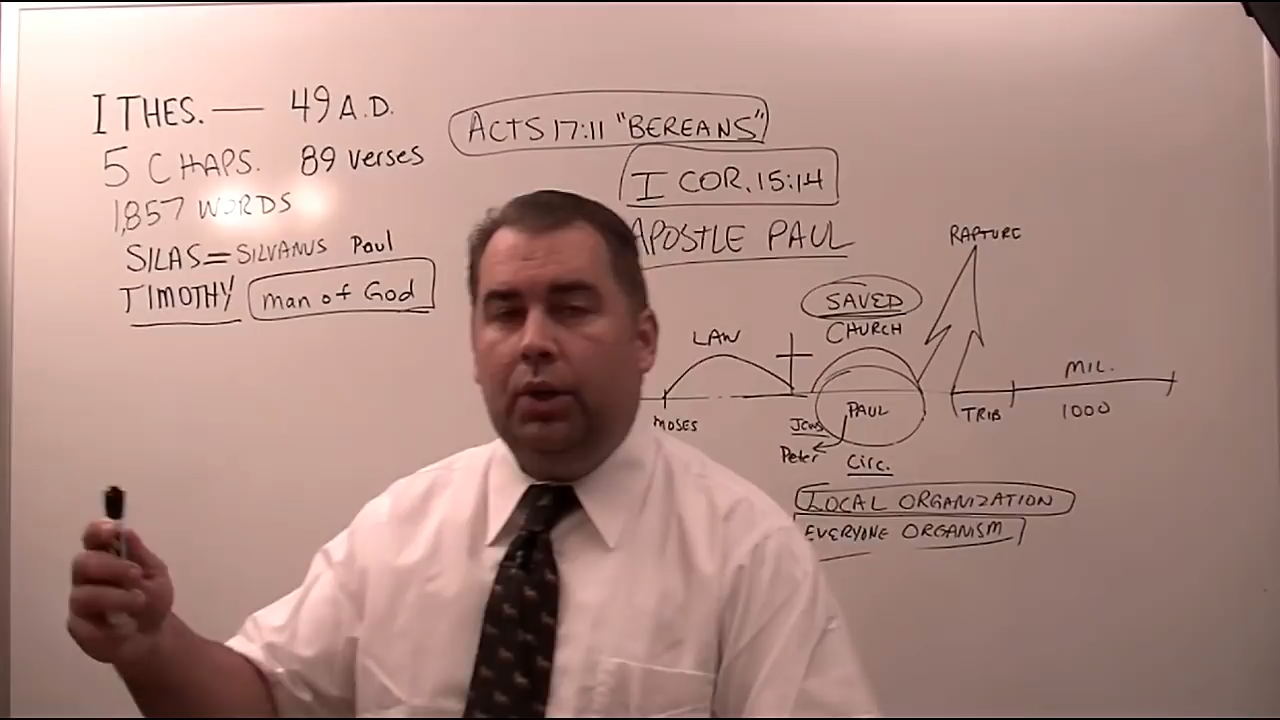 I THES. — 49 A.D.
5 CHAPS. 89 verses
1,857 WORDS
SILAS = SILVANUS Paul
TIMOTHY man of God
ACTS 17:11 "BEREANS"
I COR. 15:14
APOSTLE PAUL
RAPTURE
SAVED
CHURCH
LAW
MIL.
MOSES
Jews
PAUL
TRIB
1000
Peter
Circ.
LOCAL ORGANIZATION
EVERYONE ORGANISM